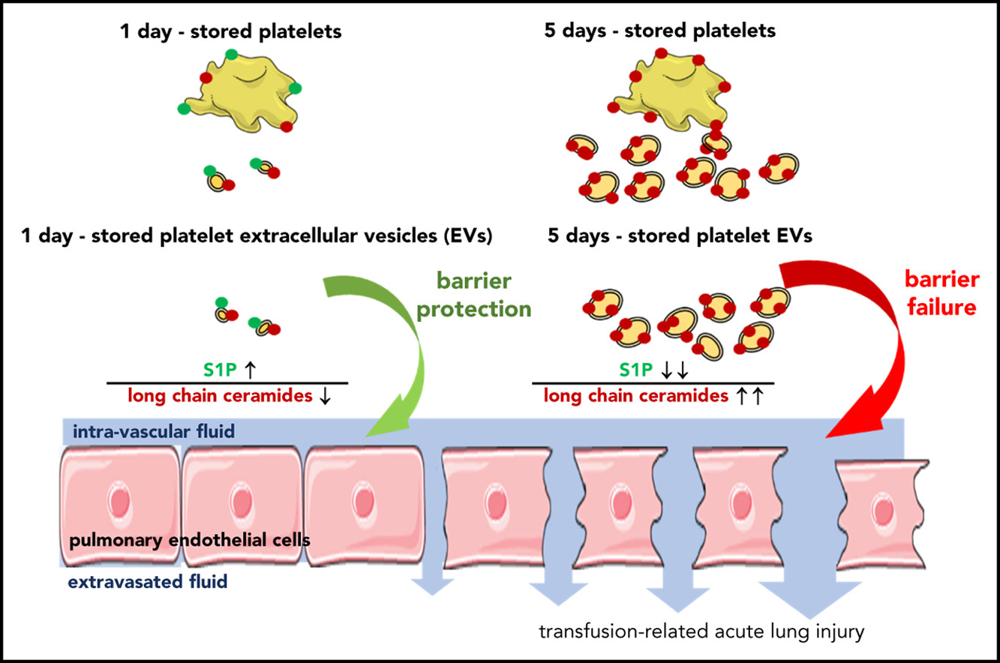 1 day - stored platelets
5 days - stored platelets
1 day - stored platelet extracellular vesicles (EVs)
5 days - stored platelet EVs
barrier
protection
barrier
failure
S1P ↑
long chain ceramides ↓
S1P ↓↓
long chain ceramides ↑↑
intra-vascular fluid
pulmonary endothelial cells
extravasated fluid
transfusion-related acute lung injury